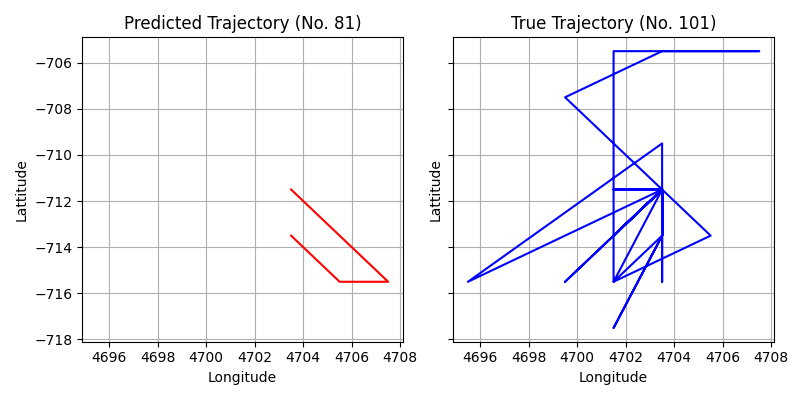 Predicted Trajectory (No. 81)
True Trajectory (No. 101)
−706
−708
−710
−712
−714
−716
−718
Lattitude
Lattitude
4696 4698 4700 4702 4704 4706 4708
4696 4698 4700 4702 4704 4706 4708
Longitude
Longitude